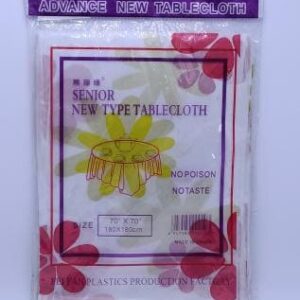 ADVANCE NEW TABLECLOTH
SENIOR
NEW TYPE TABLECLOTH
NO POISON
NO TASTE
SIZE
70" X 70"
180X180cm
PLASTICS PRODUCTION FACTORY